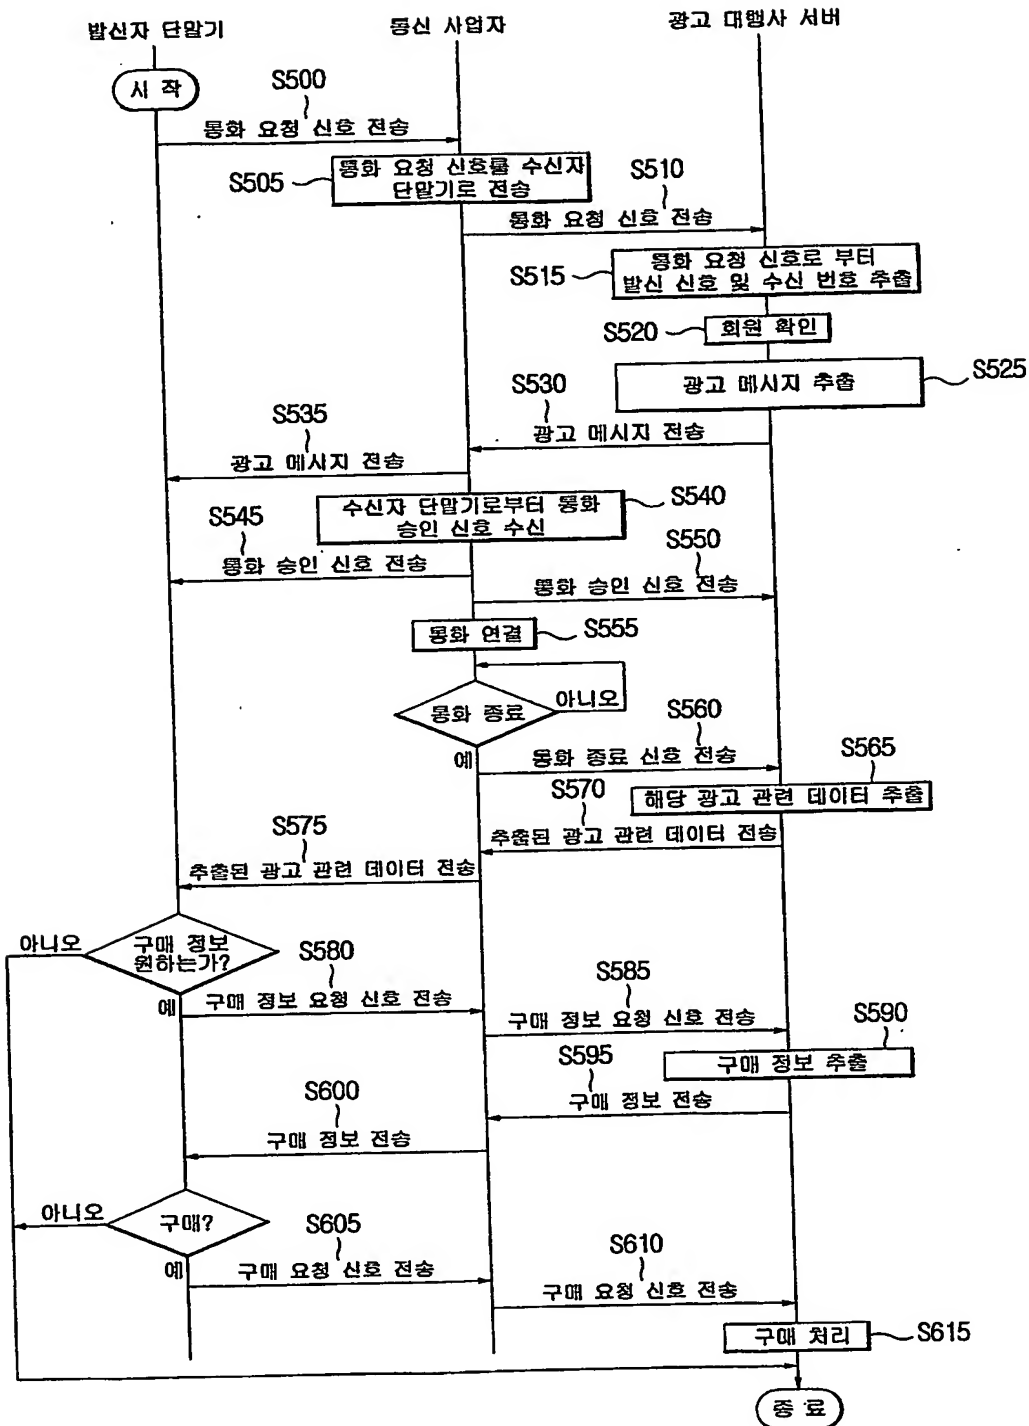 발신자 단말기
통신 사업자
광고 대행사 서버
시 작
S500
통화 요청 신호 전송
S505
통화 요청 신호를 수신자
단말기로 전송
S510
통화 요청 신호 전송
S515
통화 요청 신호로 부터
발신 신호 및 수신 번호 추출
S520
회원 확인
광고 메시지 추출
S525
S530
광고 메시지 전송
S535
광고 메시지 전송
수신자 단말기로부터 통화
승인 신호 수신
S540
S545
통화 승인 신호 전송
S550
통화 승인 신호 전송
통화 연결
S555
통화 종료
아니오
예
S560
통화 종료 신호 전송
S565
해당 광고 관련 데이터 추출
S570
추출된 광고 관련 데이터 전송
S575
추출된 광고 관련 데이터 전송
아니오
구매 정보
원하는가?
예
S580
구매 정보 요청 신호 전송
S585
구매 정보 요청 신호 전송
S590
구매 정보 추출
S595
구매 정보 전송
S600
구매 정보 전송
아니오
구매?
예
S605
구매 요청 신호 전송
S610
구매 요청 신호 전송
구매 처리
S615
종 료